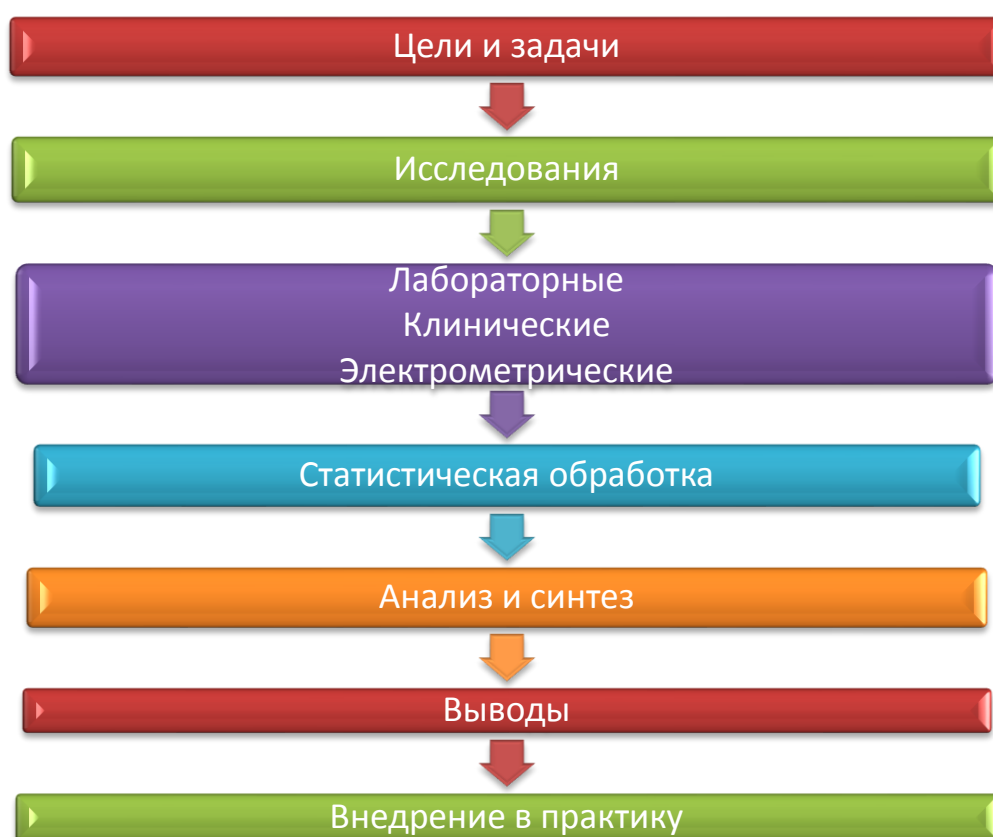 Цели и задачи
Исследования
Лабораторные
Клинические
Электрометрические
Статистическая обработка
Анализ и синтез
Выводы
Внедрение в практику